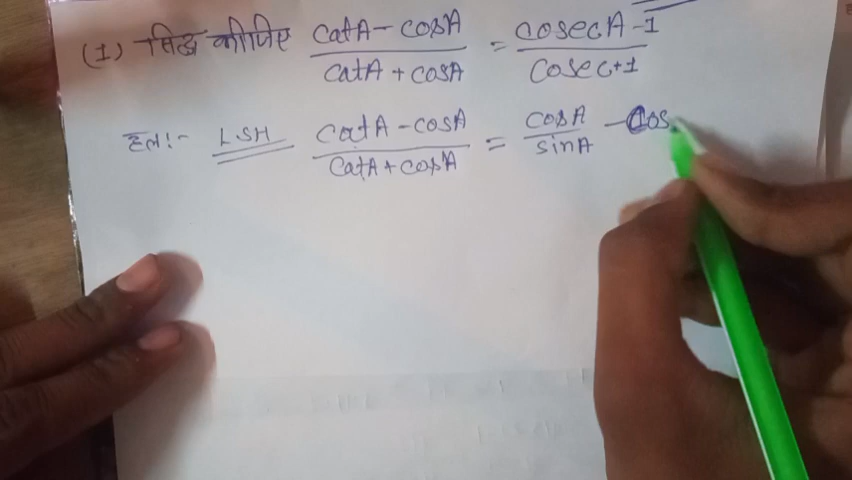 (1) सिद्ध कीजिए catA - cosA / catA + cosA = cosecA - 1 / cosec + 1
हल:- L.SH catA - cosA / catA + cosA = cosA / sinA - cos